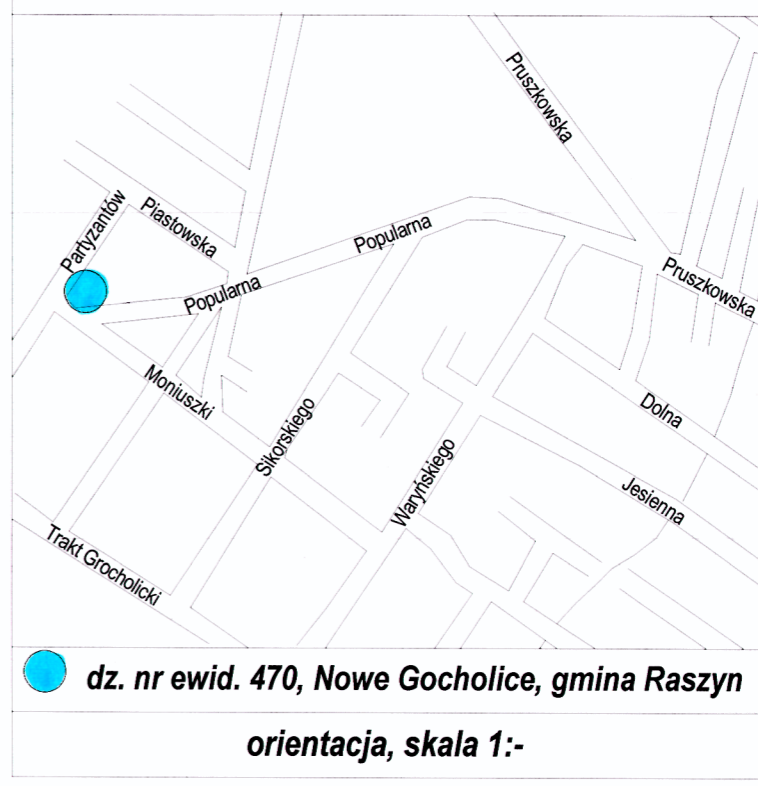 Pruszkowska
Partyzantów
Piastowska
Popularna
Popularna
Pruszkowska
Moniuszki
Sikorskiego
Dolna
Waryńskiego
Jesienna
Trakt Grocholicki
dz. nr ewid. 470, Nowe Gocholice, gmina Raszyn
orientacja, skala 1:-